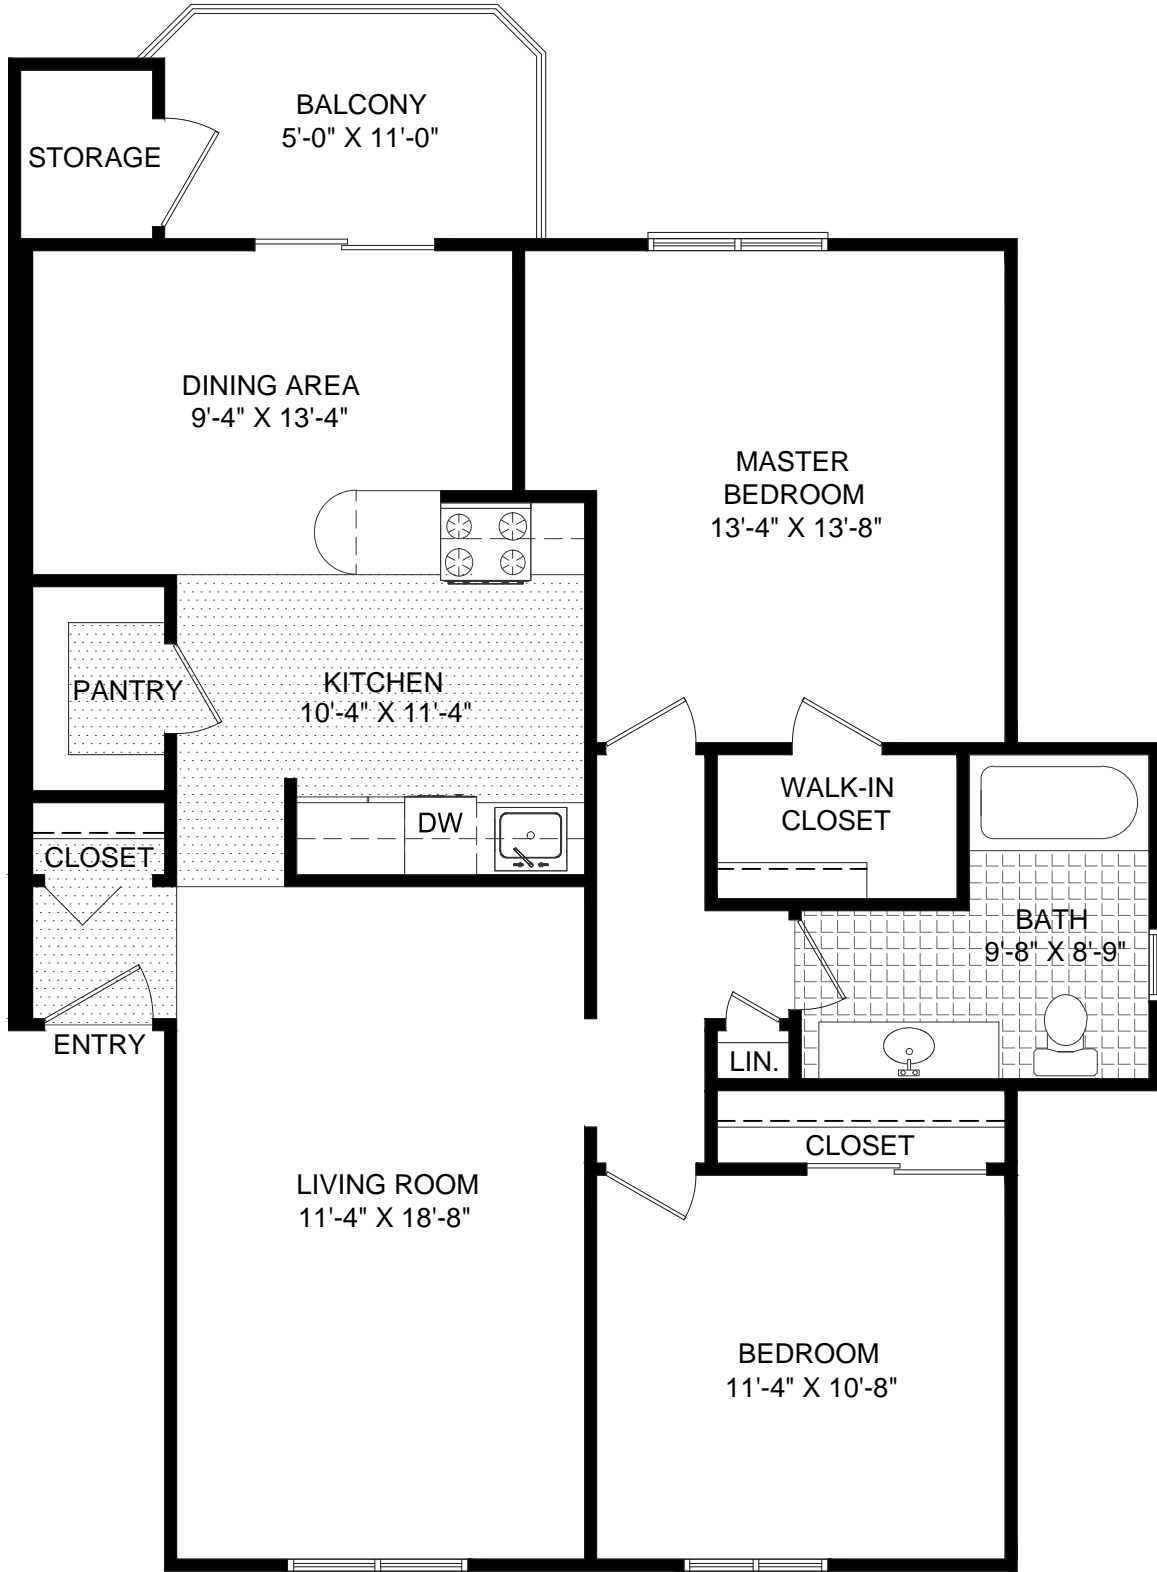 BALCONY
5'-0" X 11'-0"
STORAGE
DINING AREA
9'-4" X 13'-4"
MASTER
BEDROOM
13'-4" X 13'-8"
PANTRY
KITCHEN
10'-4" X 11'-4"
WALK-IN
CLOSET
DW
CLOSET
BATH
9'-8" X 8'-9"
ENTRY
LIN.
CLOSET
LIVING ROOM
11'-4" X 18'-8"
BEDROOM
11'-4" X 10'-8"